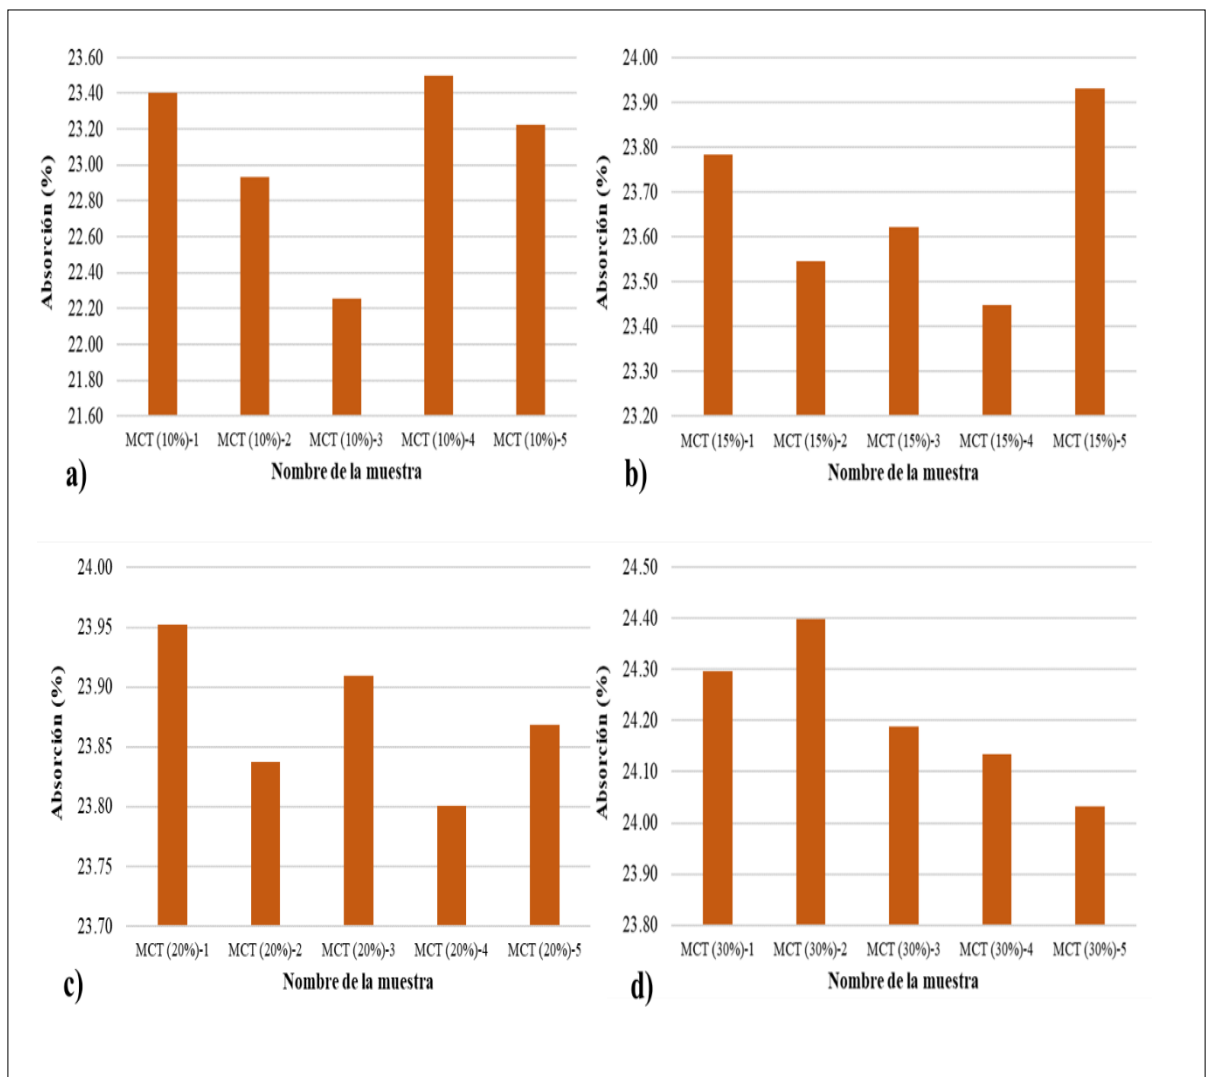 23.60
23.40
23.20
23.00
22.80
22.60
22.40
22.20
22.00
21.80
21.60
Absorción (%)
MCT (10%)-1 MCT (10%)-2 MCT (10%)-3 MCT (10%)-4 MCT (10%)-5
Nombre de la muestra
a)
24.00
23.90
23.80
23.70
23.60
23.50
23.40
23.30
23.20
Absorción (%)
MCT (15%)-1 MCT (15%)-2 MCT (15%)-3 MCT (15%)-4 MCT (15%)-5
Nombre de la muestra
b)
24.00
23.95
23.90
23.85
23.80
23.75
23.70
Absorción (%)
MCT (20%)-1 MCT (20%)-2 MCT (20%)-3 MCT (20%)-4 MCT (20%)-5
Nombre de la muestra
c)
24.50
24.40
24.30
24.20
24.10
24.00
23.90
23.80
Absorción (%)
MCT (30%)-1 MCT (30%)-2 MCT (30%)-3 MCT (30%)-4 MCT (30%)-5
Nombre de la muestra
d)